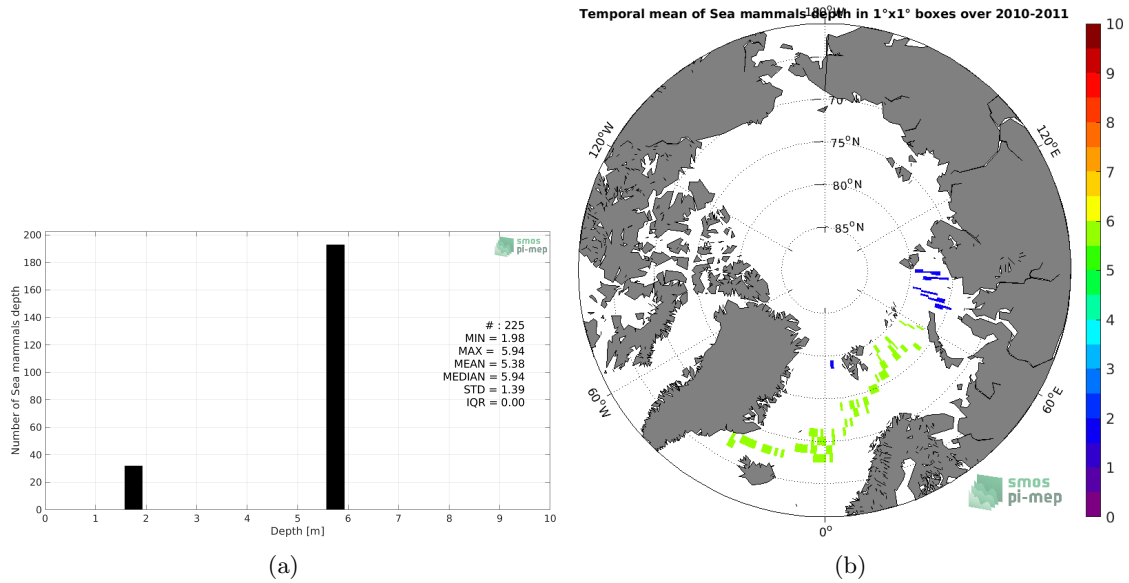 Temporal mean of Sea mammals depth in 1°x1° boxes over 2010-2011
180°W
120°W
60°W
0°
60°E
120°E
70°N
75°N
80°N
85°N
10
9
8
7
6
5
4
3
2
1
0
smos
pi-mep
Number of Sea mammals depth
200
180
160
140
120
100
80
60
40
20
0
smos
pi-mep
# : 225
MIN = 1.98
MAX = 5.94
MEAN = 5.38
MEDIAN = 5.94
STD = 1.39
IQR = 0.00
0 1 2 3 4 5 6 7 8 9 10
Depth [m]
(a)
(b)